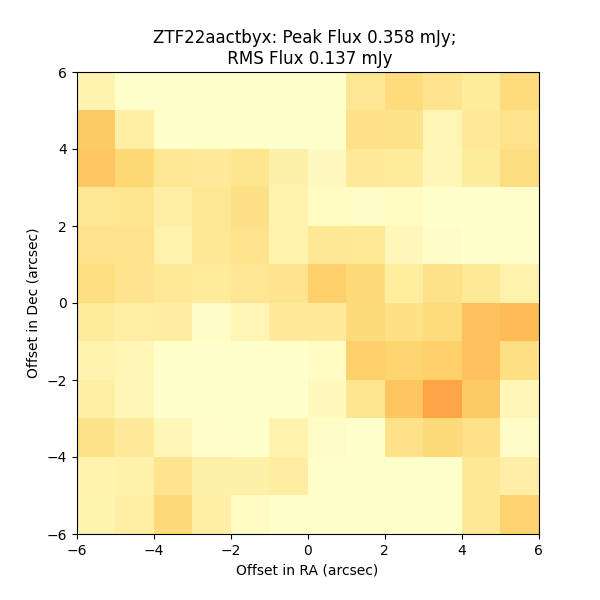 ZTF22aactbyx: Peak Flux 0.358 mJy;
RMS Flux 0.137 mJy
6
4
2
0
−2
−4
−6
Offset in Dec (arcsec)
−6 −4 −2 0 2 4 6
Offset in RA (arcsec)